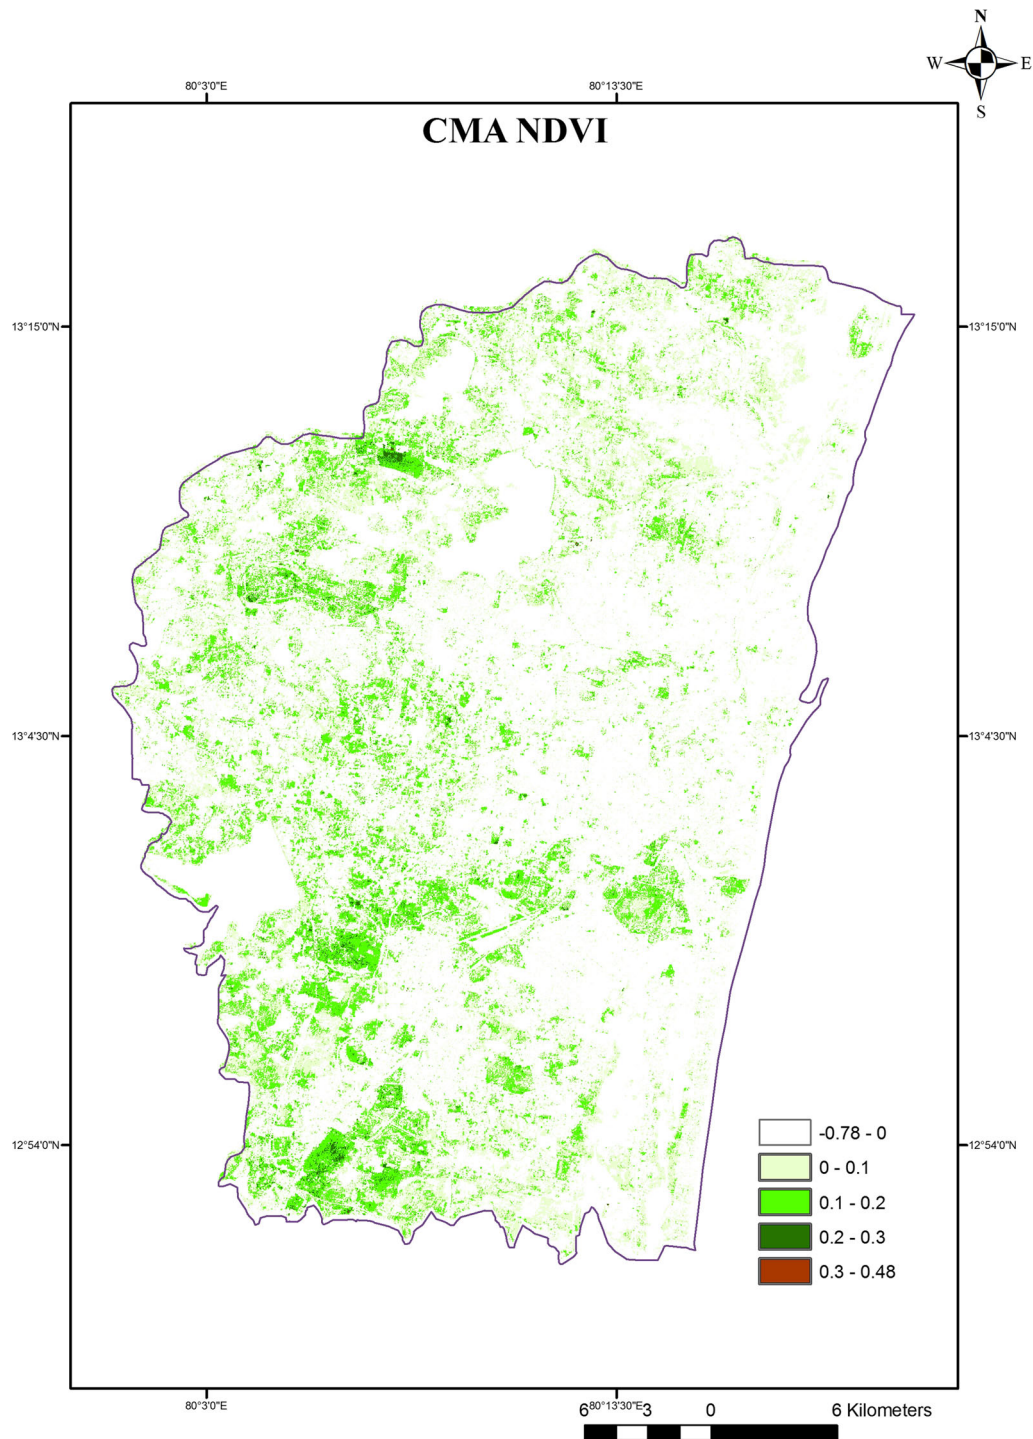 N
W E
S
80°3'0"E 80°13'30"E
CMA NDVI
13°15'0"N 13°15'0"N
13°4'30"N 13°4'30"N
12°54'0"N 12°54'0"N
-0.78 - 0
0 - 0.1
0.1 - 0.2
0.2 - 0.3
0.3 - 0.48
80°3'0"E 80°13'30"E
6 3 0 6 Kilometers